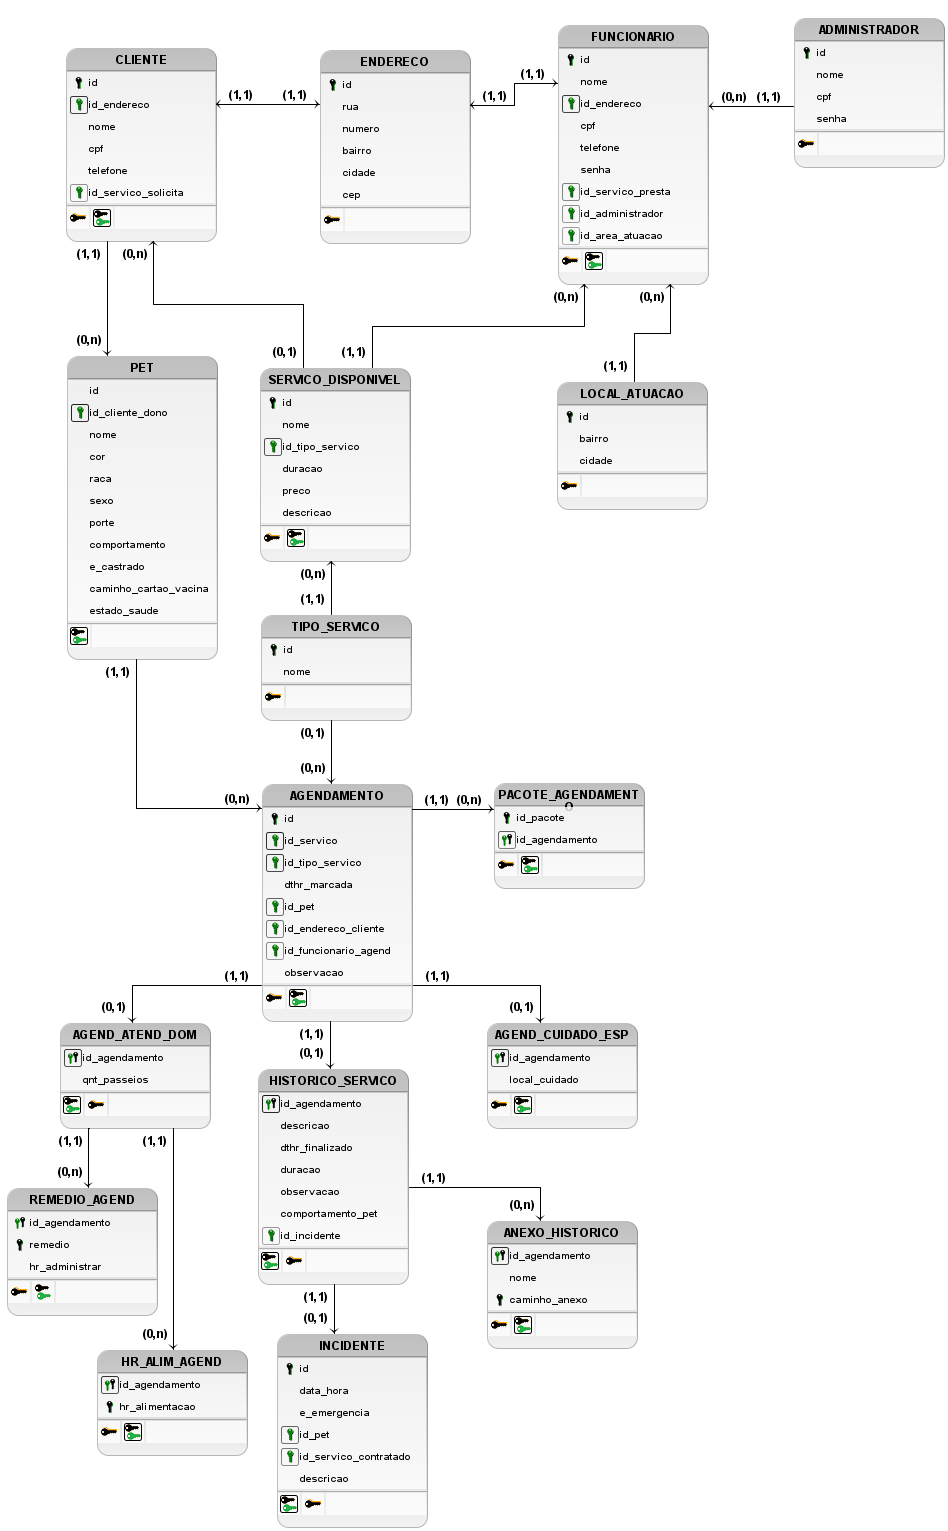 CLIENTE
id
id_endereco
nome
cpf
telefone
id_servico_solicita
(1,1)
(1,1)
ENDERECO
id
rua
numero
bairro
cidade
cep
(1,1)
(1,1)
FUNCIONARIO
id
nome
id_endereco
cpf
telefone
senha
id_servico_presta
id_administrador
id_area_atuacao
(0,n)
(1,1)
ADMINISTRADOR
id
nome
cpf
senha
(1,1)
(0,n)
(0,n)
(0,n)
(0,n)
(0,1)
(1,1)
(1,1)
PET
id
id_cliente_dono
nome
cor
raca
sexo
porte
comportamento
e_castrado
caminho_cartao_vacina
estado_saude
SERVICO_DISPONIVEL
id
nome
id_tipo_servico
duracao
preco
descricao
LOCAL_ATUACAO
id
bairro
cidade
(0,n)
(1,1)
TIPO_SERVICO
id
nome
(1,1)
(0,1)
(0,n)
(0,n)
AGENDAMENTO
id
id_servico
id_tipo_servico
dthr_marcada
id_pet
id_endereco_cliente
id_funcionario_agend
observacao
(1,1)
(0,n)
PACOTE_AGENDAMENT
O
id_pacote
id_agendamento
(1,1)
(1,1)
(0,1)
(0,1)
(1,1)
(0,1)
AGEND_ATEND_DOM
id_agendamento
qnt_passeios
AGEND_CUIDADO_ESP
id_agendamento
local_cuidado
HISTORICO_SERVICO
id_agendamento
descricao
dthr_finalizado
duracao
observacao
comportamento_pet
id_incidente
(1,1)
(1,1)
(0,n)
REMEDIO_AGEND
id_agendamento
remedio
hr_administrar
(1,1)
(0,n)
ANEXO_HISTORICO
id_agendamento
nome
caminho_anexo
(1,1)
(0,1)
(0,n)
HR_ALIM_AGEND
id_agendamento
hr_alimentacao
INCIDENTE
id
data_hora
e_emergencia
id_pet
id_servico_contratado
descricao